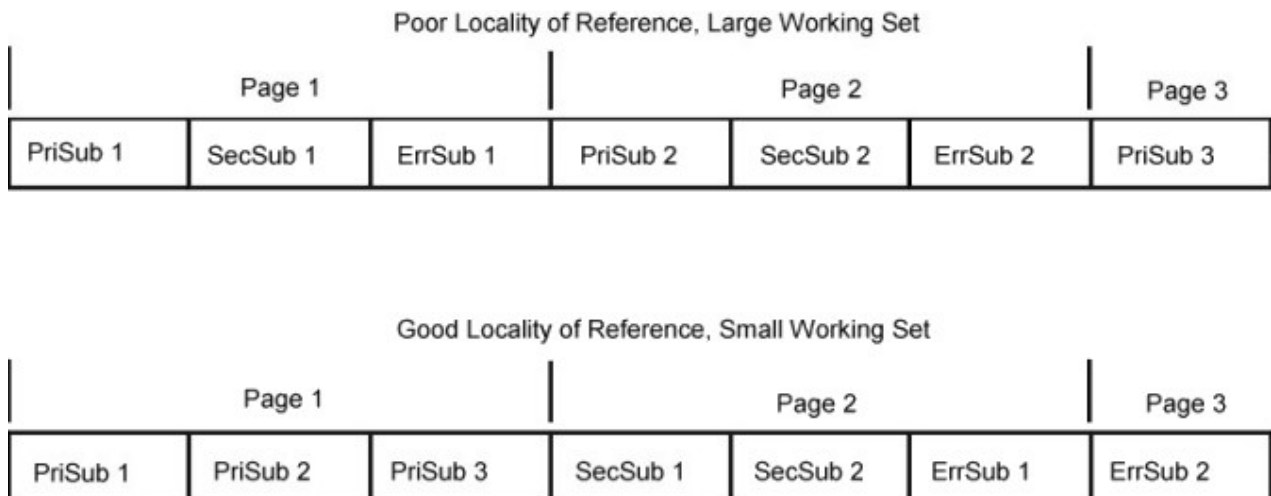 Poor Locality of Reference, Large Working Set
Page 1 Page 2 Page 3
PriSub 1 SecSub 1 ErrSub 1 PriSub 2 SecSub 2 ErrSub 2 PriSub 3
Good Locality of Reference, Small Working Set
Page 1 Page 2 Page 3
PriSub 1 PriSub 2 PriSub 3 SecSub 1 SecSub 2 ErrSub 1 ErrSub 2